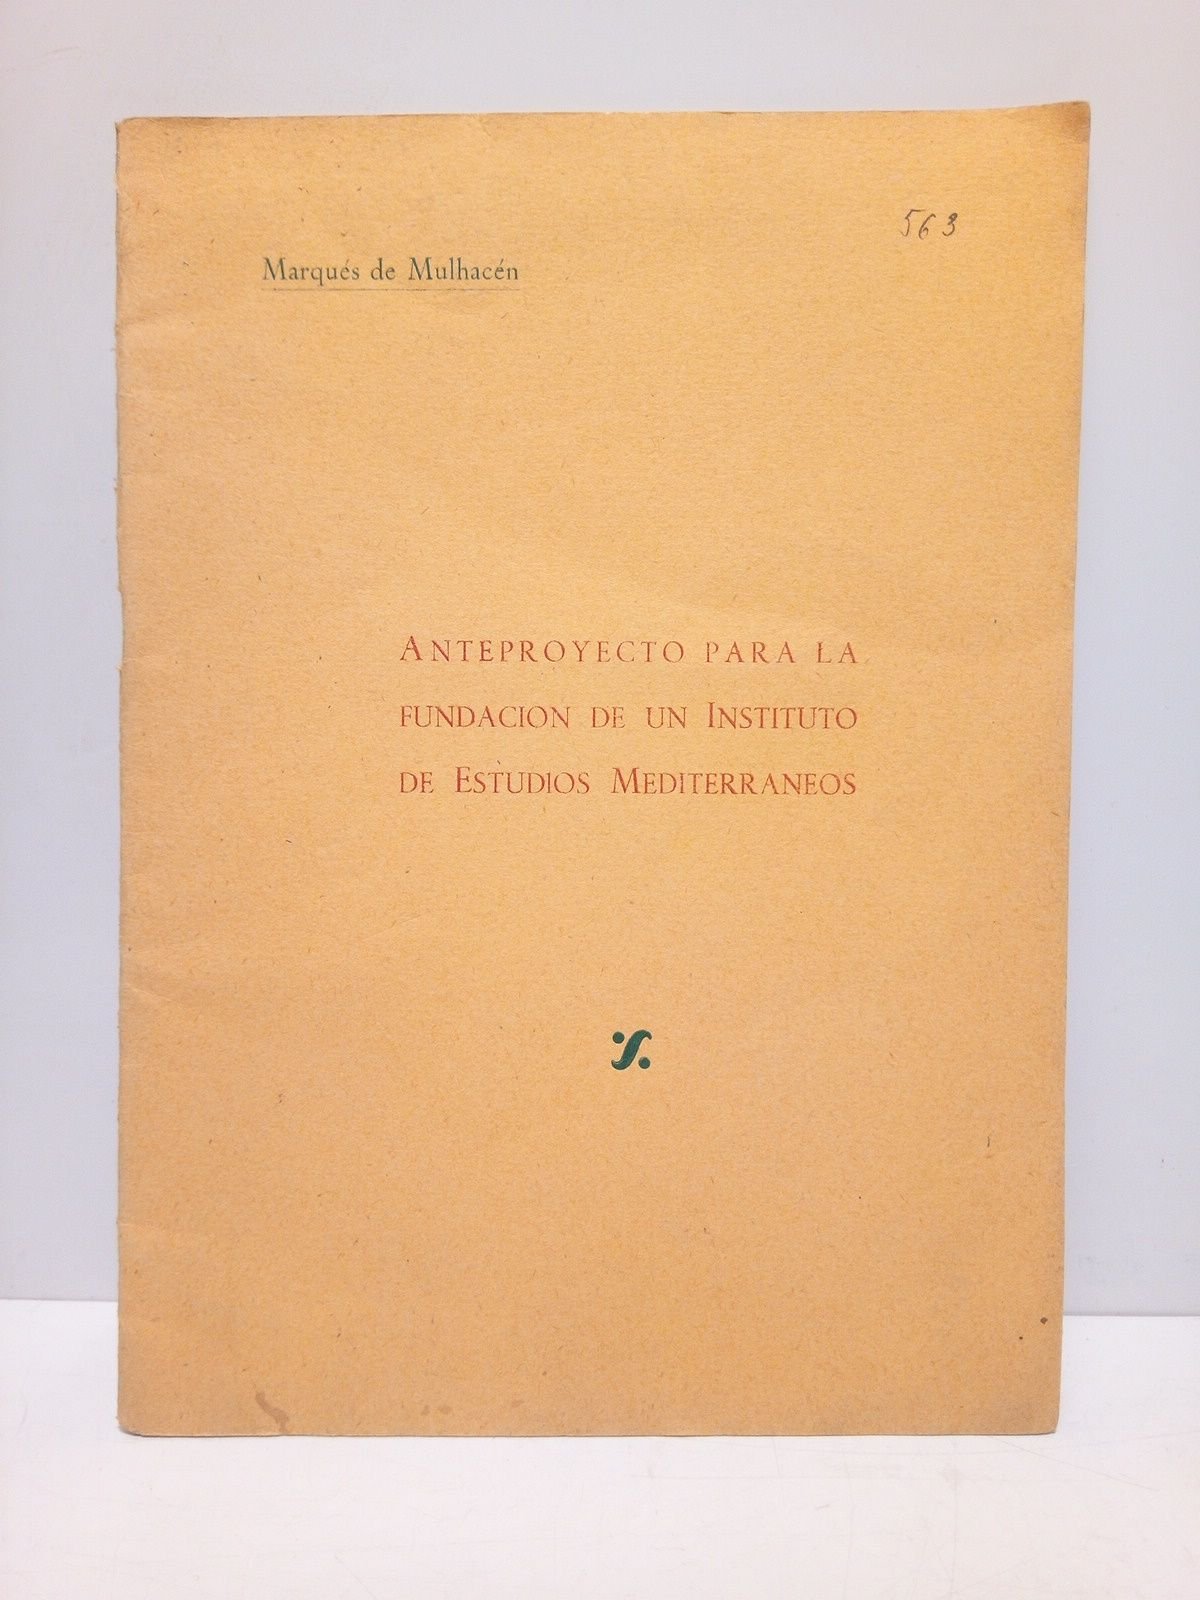 563
Marqués de Mulhacén
ANTEPROYECTO PARA LA
FUNDACION DE UN INSTITUTO
DE ESTUDIOS MEDITERRANEOS